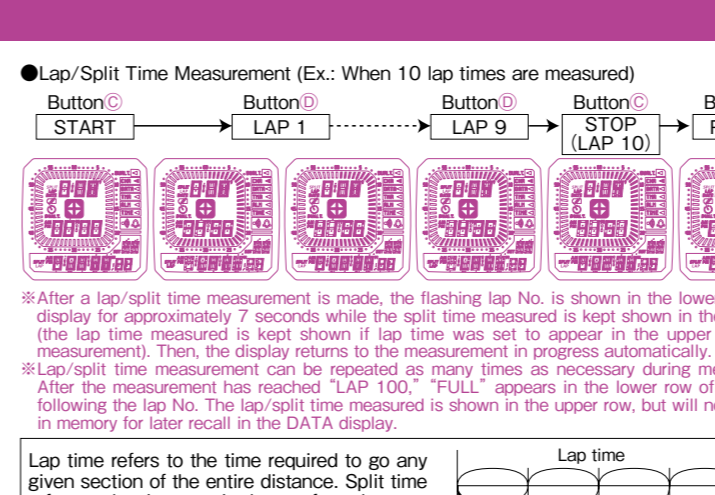 ●Lap/Split Time Measurement (Ex.: When 10 lap times are measured)
ButtonⒸ ButtonⒹ ButtonⒹ ButtonⒸ B
START LAP 1 LAP 9 STOP
(LAP 10)
※After a lap/split time measurement is made, the flashing lap No. is shown in the lowe
display for approximately 7 seconds while the split time measured is kept shown in the
(the lap time measured is kept shown if lap time was set to appear in the upper
measurement). Then, the display returns to the measurement in progress automatically.
※Lap/split time measurement can be repeated as many times as necessary during me
After the measurement has reached “LAP 100,” “FULL” appears in the lower row of
following the lap No. The lap/split time measured is shown in the upper row, but will n
in memory for later recall in the DATA display.
Lap time refers to the time required to go any
given section of the entire distance. Split time
Lap time